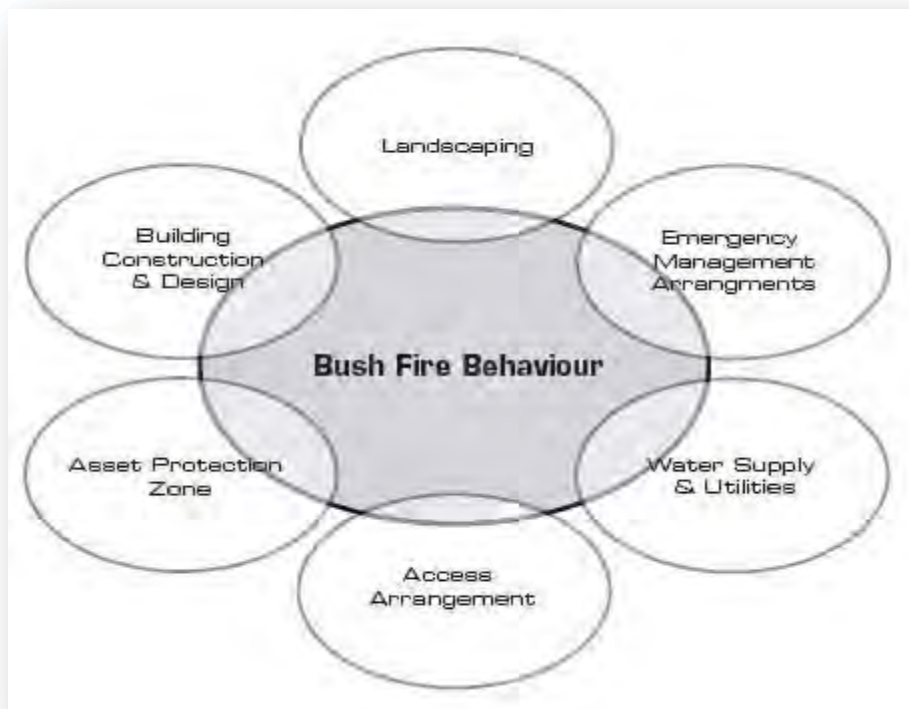 Landscaping
Building
Construction
& Design
Emergency
Management
Arrangments
Bush Fire Behaviour
Asset Protection
Zone
Water Supply
& Utilities
Access
Arrangement